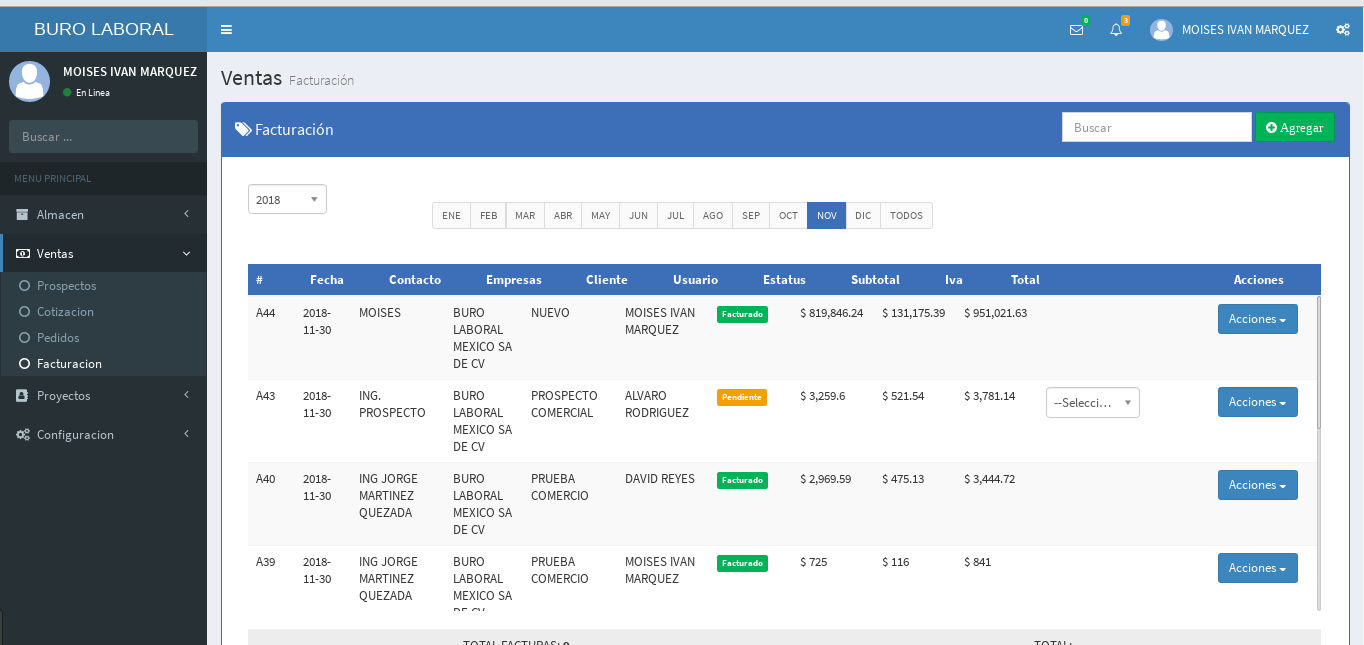 BURO LABORAL
0
3
MOISES IVAN MARQUEZ
MOISES IVAN MARQUEZ
En Linea
Buscar ...
MENU PRINCIPAL
Almacen
Ventas
Prospectos
Cotizacion
Pedidos
Facturacion
Proyectos
Configuracion
Ventas Facturación
Facturación
Buscar
Agregar
2018
ENE FEB MAR ABR MAY JUN JUL AGO SEP OCT NOV DIC TODOS
# Fecha Contacto Empresas Cliente Usuario Estatus Subtotal Iva Total Acciones
A44 2018- MOISES BURO NUEVO MOISES IVAN Facturado $ 819,846.24 $ 131,175.39 $ 951,021.63 Acciones
11-30 LABORAL MARQUEZ
MEXICO SA
DE CV
A43 2018- ING. BURO PROSPECTO ALVARO Pendiente $ 3,259.6 $ 521.54 $ 3,781.14 --Selecci... Acciones
11-30 PROSPECTO LABORAL COMERCIAL RODRIGUEZ
MEXICO SA
DE CV
A40 2018- ING JORGE BURO PRUEBA DAVID REYES Facturado $ 2,969.59 $ 475.13 $ 3,444.72 Acciones
11-30 MARTINEZ LABORAL COMERCIO
QUEZADA MEXICO SA
DE CV
A39 2018- ING JORGE BURO PRUEBA MOISES IVAN Facturado $ 725 $ 116 $ 841 Acciones
11-30 MARTINEZ LABORAL COMERCIO MARQUEZ
QUEZADA MEXICO SA
DE CV
TOTAL FACTURAS: 9 TOTAL: